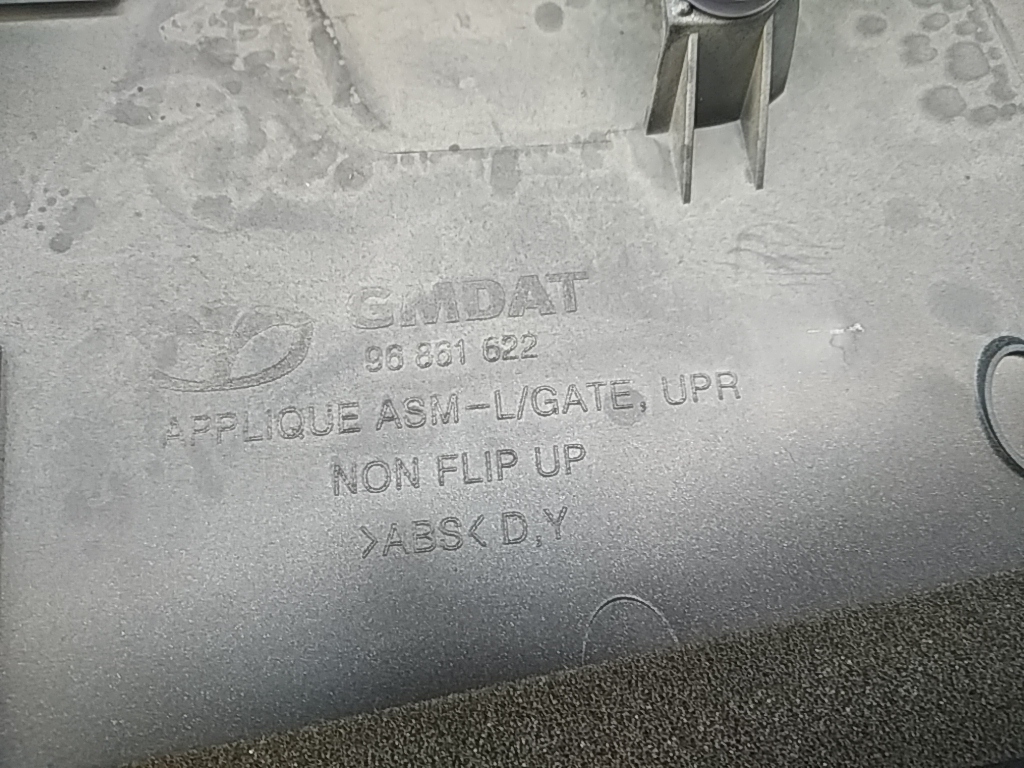 GMDAT
96 861 622
APPLIQUE ASM-L/GATE, UPR
NON FLIP UP
>ABS< D,Y